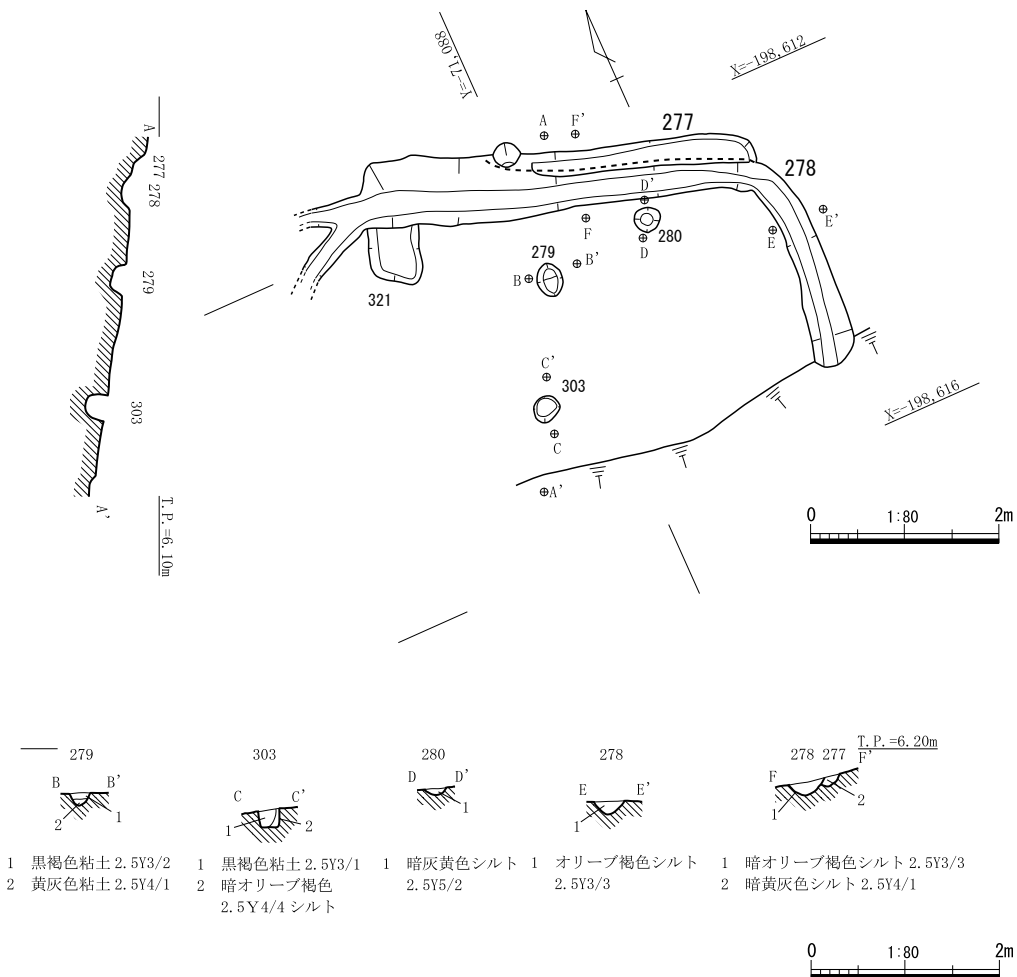 Y=-71,088
X=-198,612
A
F'
277
278
A
277 278
279
303
A'
T.P.=6.10m
D'
E'
E
F
280
D
279
B
B'
321
C'
303
C
A'
X=-198,616
0 1:80 2m
279
B B'
1
2
1 黒褐色粘土 2.5Y3/2
2 黄灰色粘土 2.5Y4/1
303
C C'
1
2
1 黒褐色粘土 2.5Y3/1
2 暗オリーブ褐色
2.5Y4/4 シルト
280
D D'
1
1 暗灰黄色シルト
2.5Y5/2
278
E E'
1
1 オリーブ褐色シルト
2.5Y3/3
278 277
T.P.=6.20m
F F'
1
2
1 暗オリーブ褐色シルト 2.5Y3/3
2 暗黄灰色シルト 2.5Y4/1
0 1:80 2m